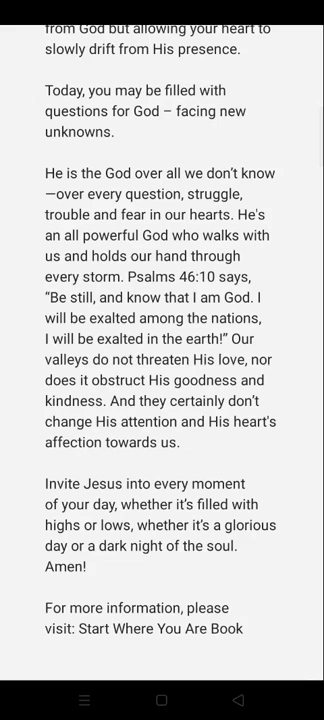 from God but allowing your heart to
slowly drift from His presence.
Today, you may be filled with
questions for God – facing new
unknowns.
He is the God over all we don't know
—over every question, struggle,
trouble and fear in our hearts. He's
an all powerful God who walks with
us and holds our hand through
every storm. Psalms 46:10 says,
“Be still, and know that I am God. I
will be exalted among the nations,
I will be exalted in the earth!” Our
valleys do not threaten His love, nor
does it obstruct His goodness and
kindness. And they certainly don’t
change His attention and His heart's
affection towards us.
Invite Jesus into every moment
of your day, whether it’s filled with
highs or lows, whether it’s a glorious
day or a dark night of the soul.
Amen!
For more information, please
visit: Start Where You Are Book